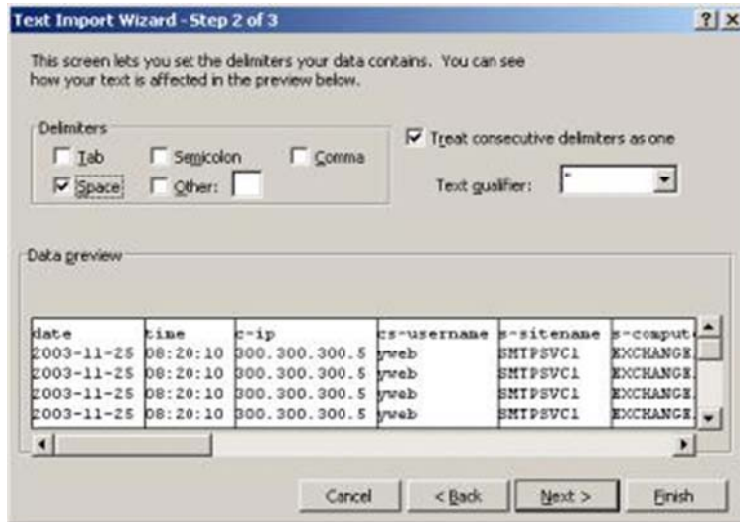 Text Import Wizard - Step 2 of 3
This screen lets you set the delimiters your data contains. You can see
how your text is affected in the preview below.
Delimiters
Tab Semicolon Comma
Space Other:
Treat consecutive delimiters as one
Text qualifier: "
Data preview
date time c-ip cs-username s-sitename s-comput
2003-11-25 08:20:10 300.300.300.5 yweb SMTPSVC1 EXCHANGE
2003-11-25 08:20:10 300.300.300.5 yweb SMTPSVC1 EXCHANGE
2003-11-25 08:20:10 300.300.300.5 yweb SMTPSVC1 EXCHANGE
2003-11-25 08:20:10 300.300.300.5 yweb SMTPSVC1 EXCHANGE
Cancel < Back Next > Finish